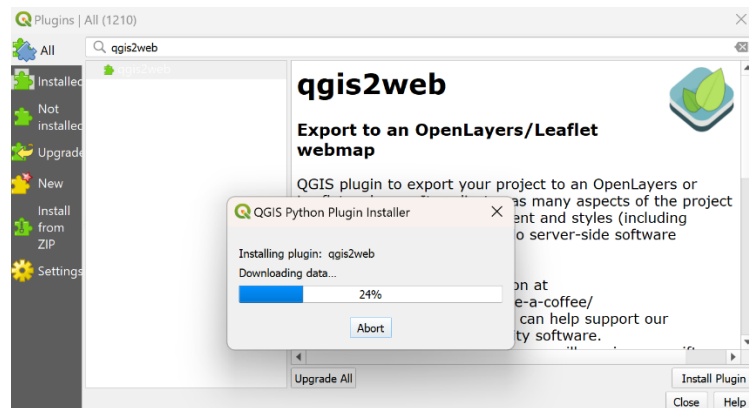 Plugins | All (1210)
All
qgis2web
Installed
Not
installed
Upgrade
New
Install
from
ZIP
Settings
qgis2web
qgis2web
Export to an OpenLayers/Leaflet
webmap
QGIS plugin to export your project to an OpenLayers or
as many aspects of the project
ent and styles (including
o server-side software
on at
e-a-coffee/
can help support our
ty software.
QGIS Python Plugin Installer
Installing plugin: qgis2web
Downloading data...
24%
Abort
Upgrade All
Install Plugin
Close
Help